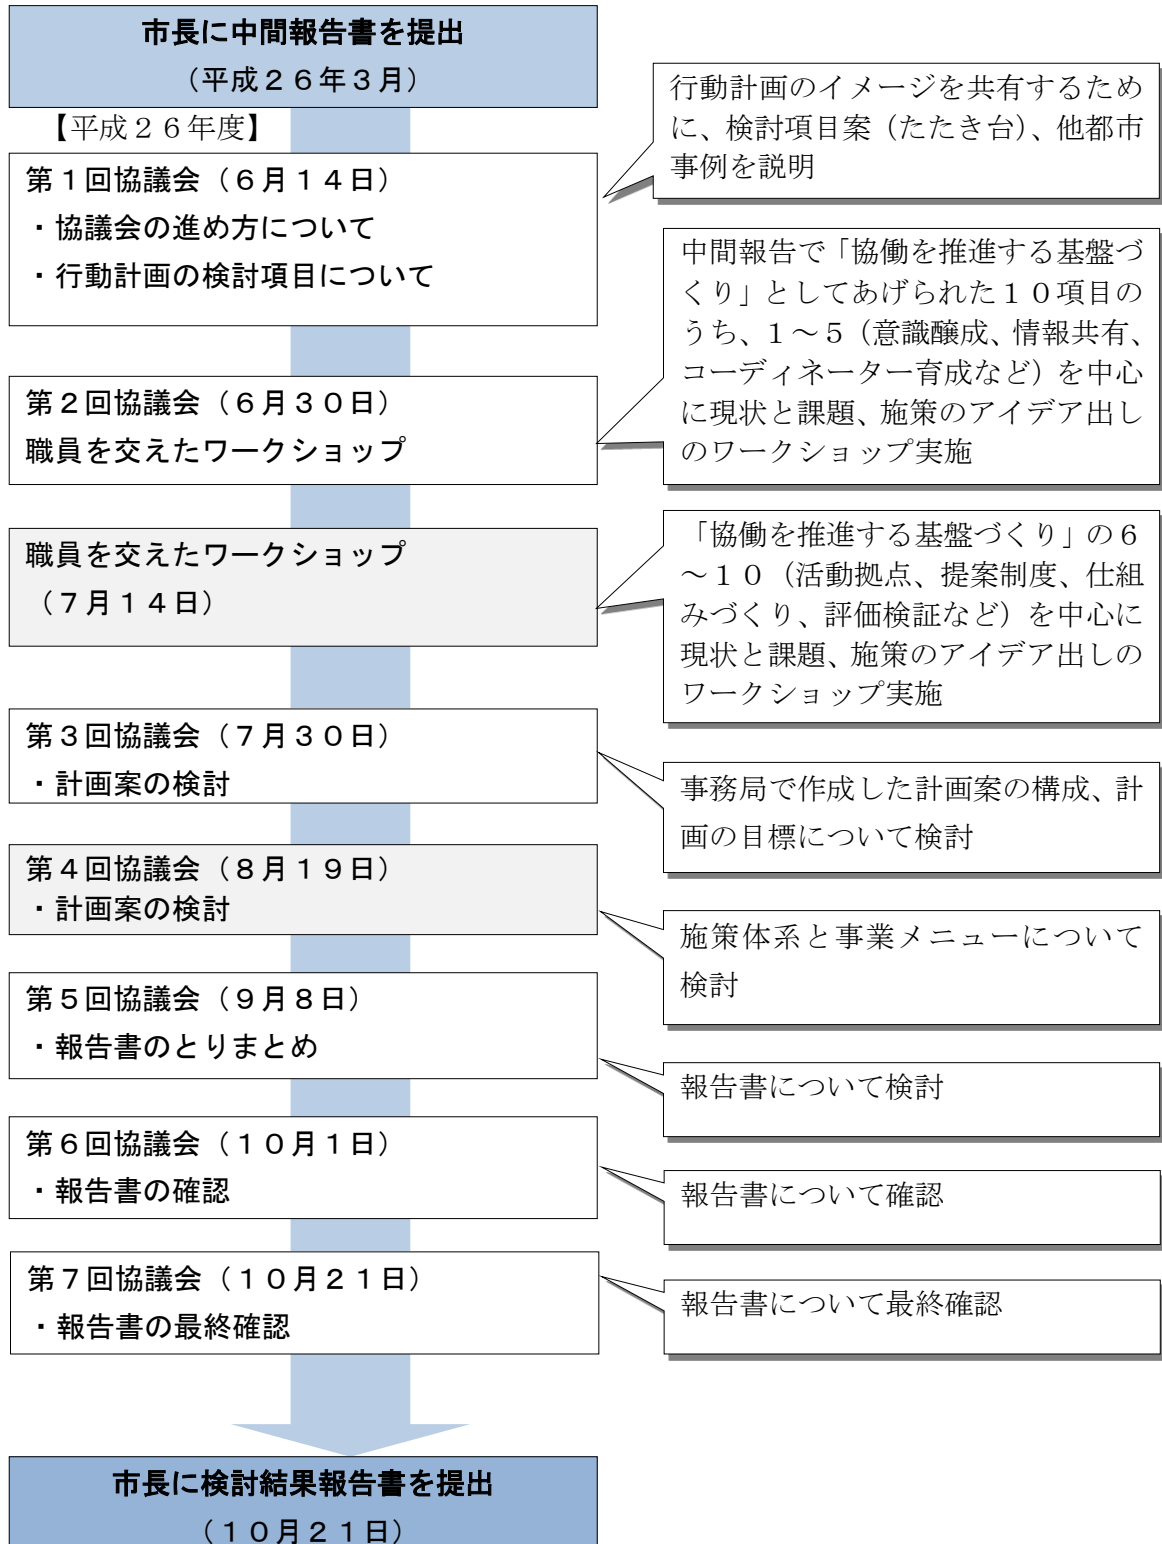 市長に中間報告書を提出
（平成２６年３月）
【平成２６年度】
第１回協議会（６月１４日）
・協議会の進め方について
・行動計画の検討項目について
行動計画のイメージを共有するため
に、検討項目案（たたき台）、他都市
事例を説明
第２回協議会（６月３０日）
職員を交えたワークショップ
中間報告で「協働を推進する基盤づ
くり」としてあげられた１０項目の
うち、１～５（意識醸成、情報共有、
コーディネーター育成など）を中心
に現状と課題、施策のアイデア出し
のワークショップ実施
職員を交えたワークショップ
（７月１４日）
「協働を推進する基盤づくり」の６
～１０（活動拠点、提案制度、仕組
みづくり、評価検証など）を中心に
現状と課題、施策のアイデア出しの
ワークショップ実施
第３回協議会（７月３０日）
・計画案の検討
事務局で作成した計画案の構成、計
画の目標について検討
第４回協議会（８月１９日）
・計画案の検討
施策体系と事業メニューについて
検討
第５回協議会（９月８日）
・報告書のとりまとめ
報告書について検討
第６回協議会（１０月１日）
・報告書の確認
報告書について確認
第７回協議会（１０月２１日）
・報告書の最終確認
報告書について最終確認
市長に検討結果報告書を提出
（１０月２１日）